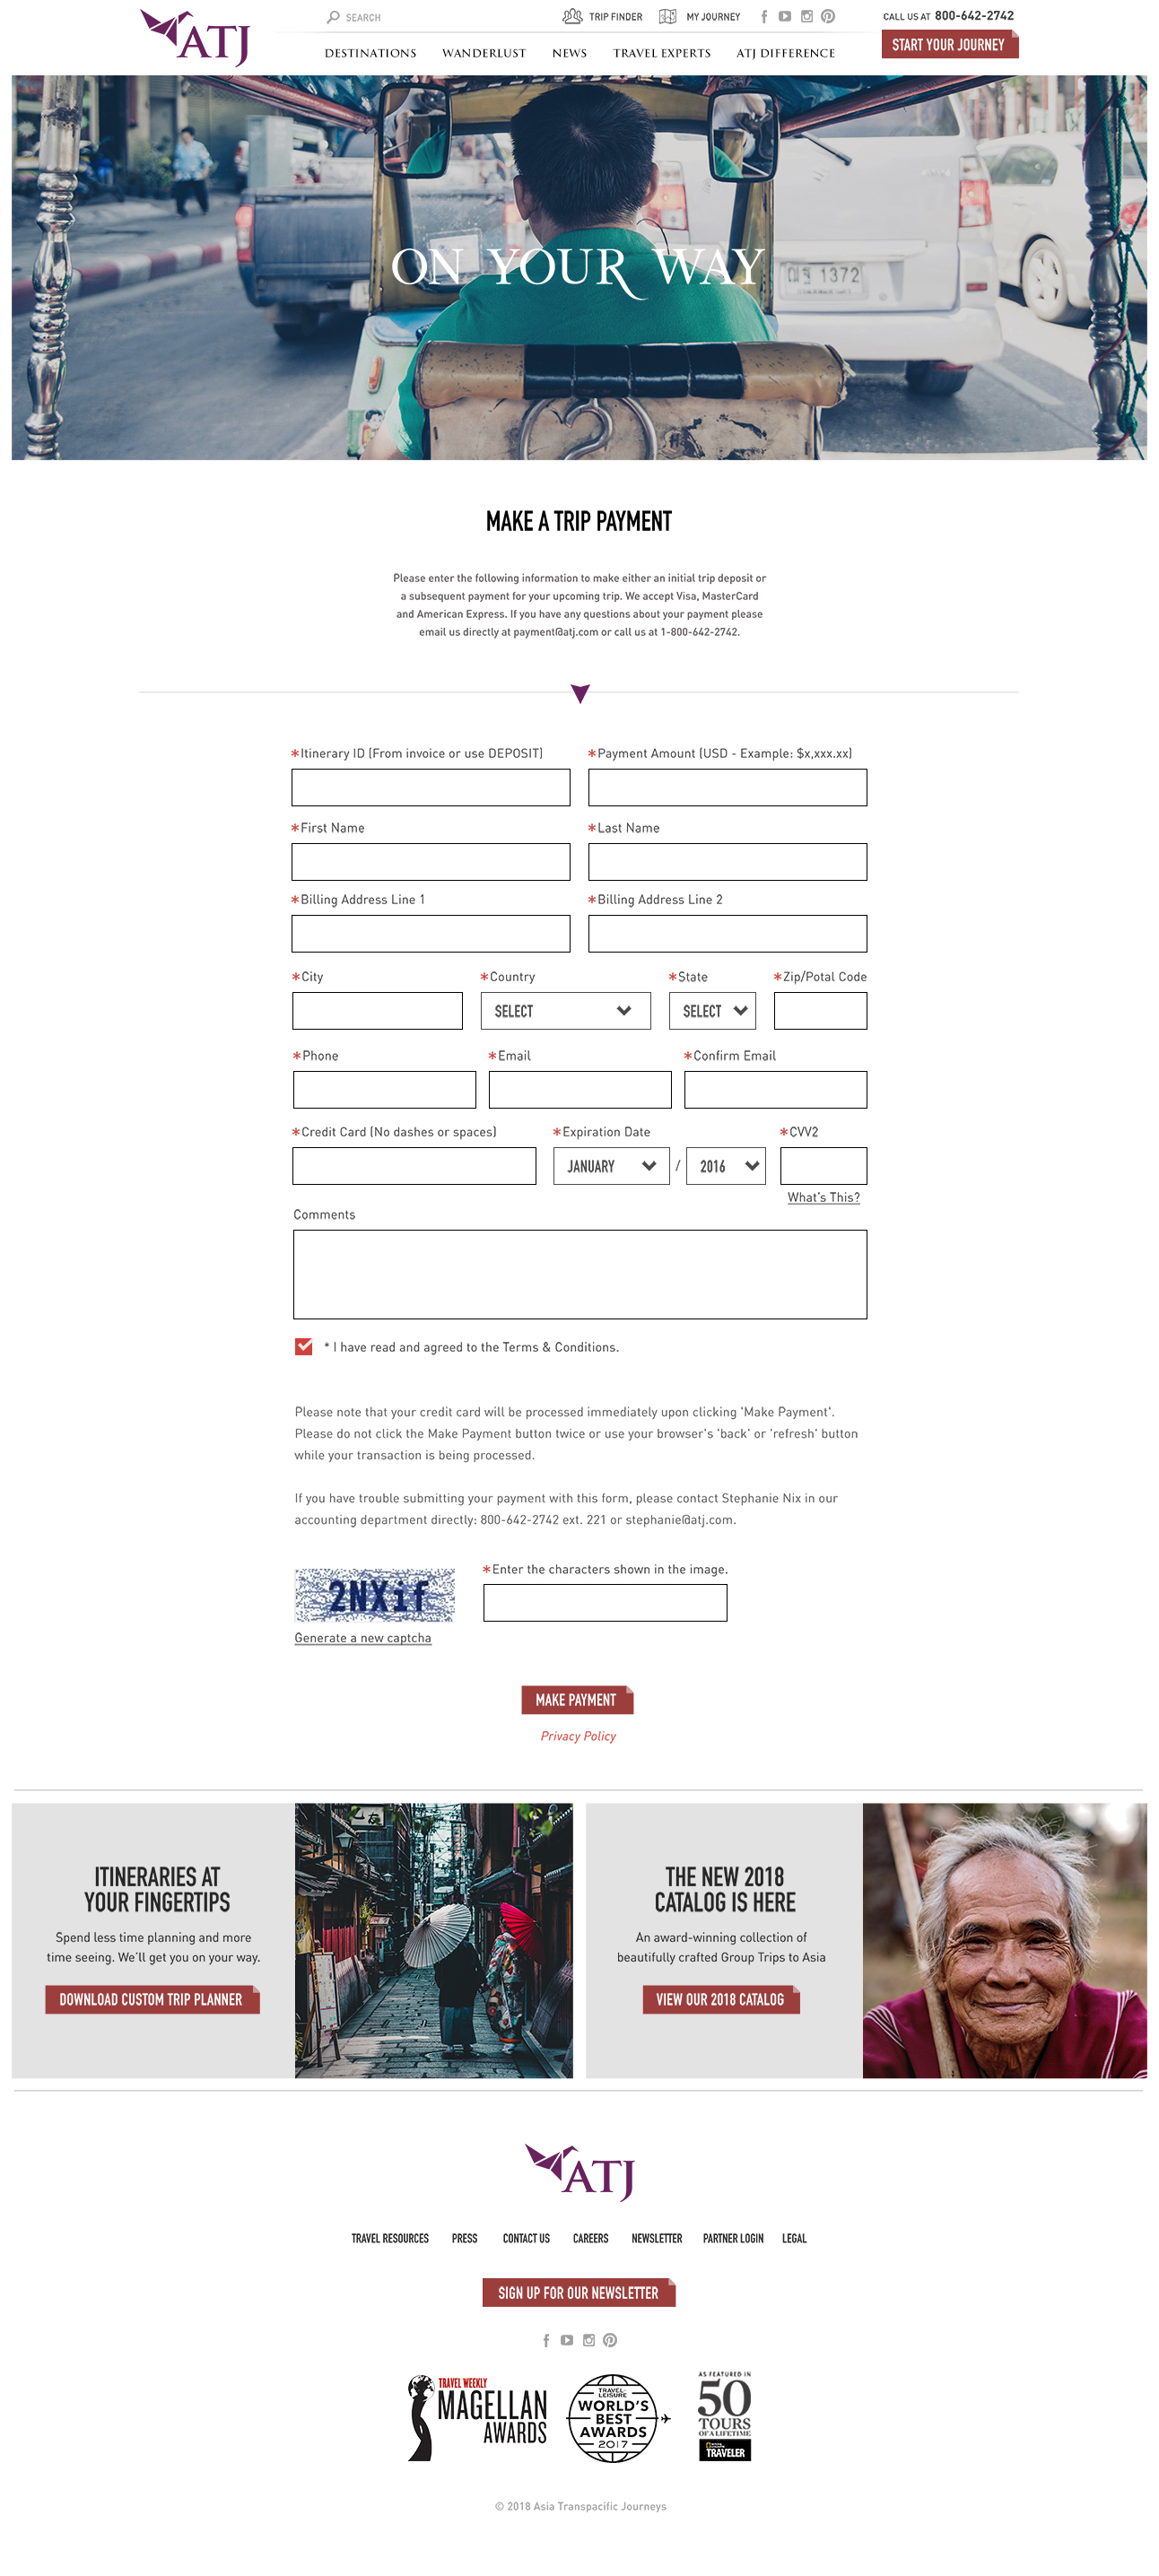 ATJ
SEARCH
TRIP FINDER
MY JOURNEY
CALL US AT 800-642-2742
START YOUR JOURNEY
DESTINATIONS WANDERLUST NEWS TRAVEL EXPERTS ATJ DIFFERENCE
ON YOUR WAY
1372
MAKE A TRIP PAYMENT
Please enter the following information to make either an initial trip deposit or
a subsequent payment for your upcoming trip. We accept Visa, MasterCard
and American Express. If you have any questions about your payment please
email us directly at payment@atj.com or call us at 1-800-642-2742.
*Itinerary ID (From invoice or use DEPOSIT) *Payment Amount (USD - Example: $x,xxx.xx)
*First Name *Last Name
*Billing Address Line 1 *Billing Address Line 2
*City *Country *State *Zip/Potal Code
SELECT SELECT
*Phone *Email *Confirm Email
*Credit Card (No dashes or spaces) *Expiration Date *CVV2
JANUARY / 2016
What's This?
Comments
* I have read and agreed to the Terms & Conditions.
Please note that your credit card will be processed immediately upon clicking 'Make Payment'.
Please do not click the Make Payment button twice or use your browser's 'back' or 'refresh' button
while your transaction is being processed.
If you have trouble submitting your payment with this form, please contact Stephanie Nix in our
accounting department directly: 800-642-2742 ext. 221 or stephanie@atj.com.
*Enter the characters shown in the image.
2NXif
Generate a new captcha
MAKE PAYMENT
Privacy Policy
ITINERARIES AT
YOUR FINGERTIPS
Spend less time planning and more
time seeing. We'll get you on your way.
DOWNLOAD CUSTOM TRIP PLANNER
THE NEW 2018
CATALOG IS HERE
An award-winning collection of
beautifully crafted Group Trips to Asia
VIEW OUR 2018 CATALOG
ATJ
TRAVEL RESOURCES PRESS CONTACT US CAREERS NEWSLETTER PARTNER LOGIN LEGAL
SIGN UP FOR OUR NEWSLETTER
TRAVEL WEEKLY
MAGELLAN
AWARDS
TRAVEL+
LEISURE
WORLD'S
BEST
AWARDS
2017
AS FEATURED IN
50
TOURS
OF A LIFETIME
TRAVELER
© 2018 Asia Transpacific Journeys